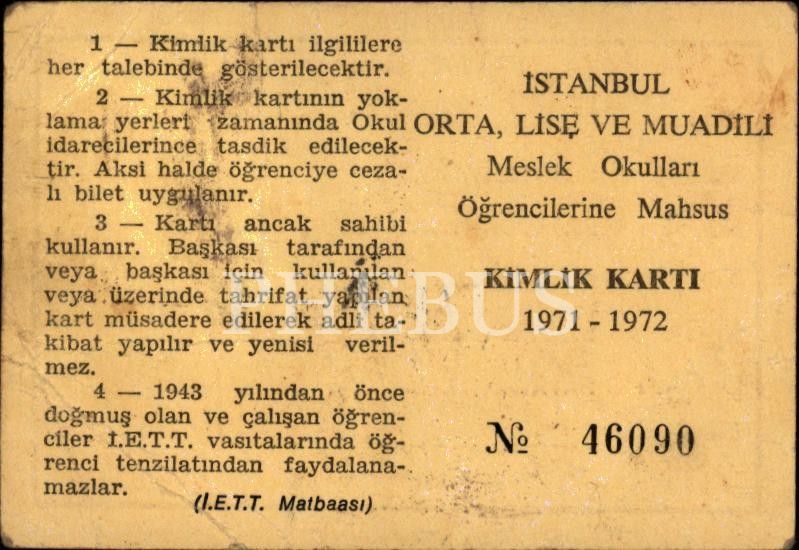 1 — Kimlik kartı ilgililere
her talebinde gösterilecektir.
2 — Kimlik kartının yok-
lama yerleri zamanında Okul
idarecilerince tasdik edilecek-
tir. Aksi halde öğrenciye ceza-
lı bilet uygulanır.
3 — Kartı ancak sahibi
kullanır. Başkası tarafından
veya başkası için kullanılan
veya üzerinde tahrifat yapılan
kart müsadere edilerek adli ta-
kibat yapılır ve yenisi veril-
mez.
4 — 1943 yılından önce
doğmuş olan ve çalışan öğren-
ciler İ.E.T.T. vasıtalarında öğ-
renci tenzilatından faydalana-
mazlar.
(İ.E.T.T. Matbaası)
İSTANBUL
ORTA, LİSE VE MUADİLİ
Meslek Okulları
Öğrencilerine Mahsus
KİMLİK KARTI
1971 - 1972
№ 46090
PHEBUS